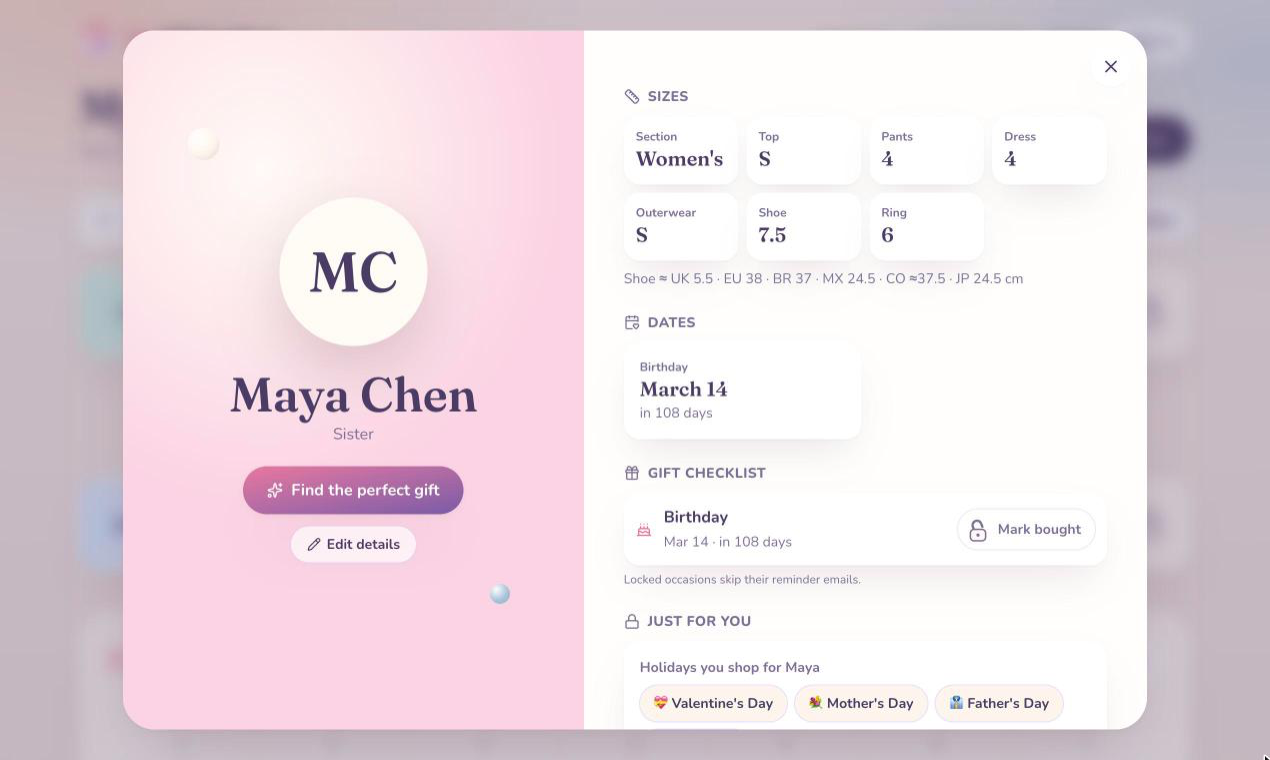 MC
Maya Chen
Sister
Find the perfect gift
Edit details
SIZES
Section
Women's
Top
S
Pants
4
Dress
4
Outerwear
S
Shoe
7.5
Ring
6
Shoe ≈ UK 5.5 · EU 38 · BR 37 · MX 24.5 · CO ≈37.5 · JP 24.5 cm
DATES
Birthday
March 14
in 108 days
GIFT CHECKLIST
Birthday
Mar 14 · in 108 days
Mark bought
Locked occasions skip their reminder emails.
JUST FOR YOU
Holidays you shop for Maya
Valentine's Day
Mother's Day
Father's Day